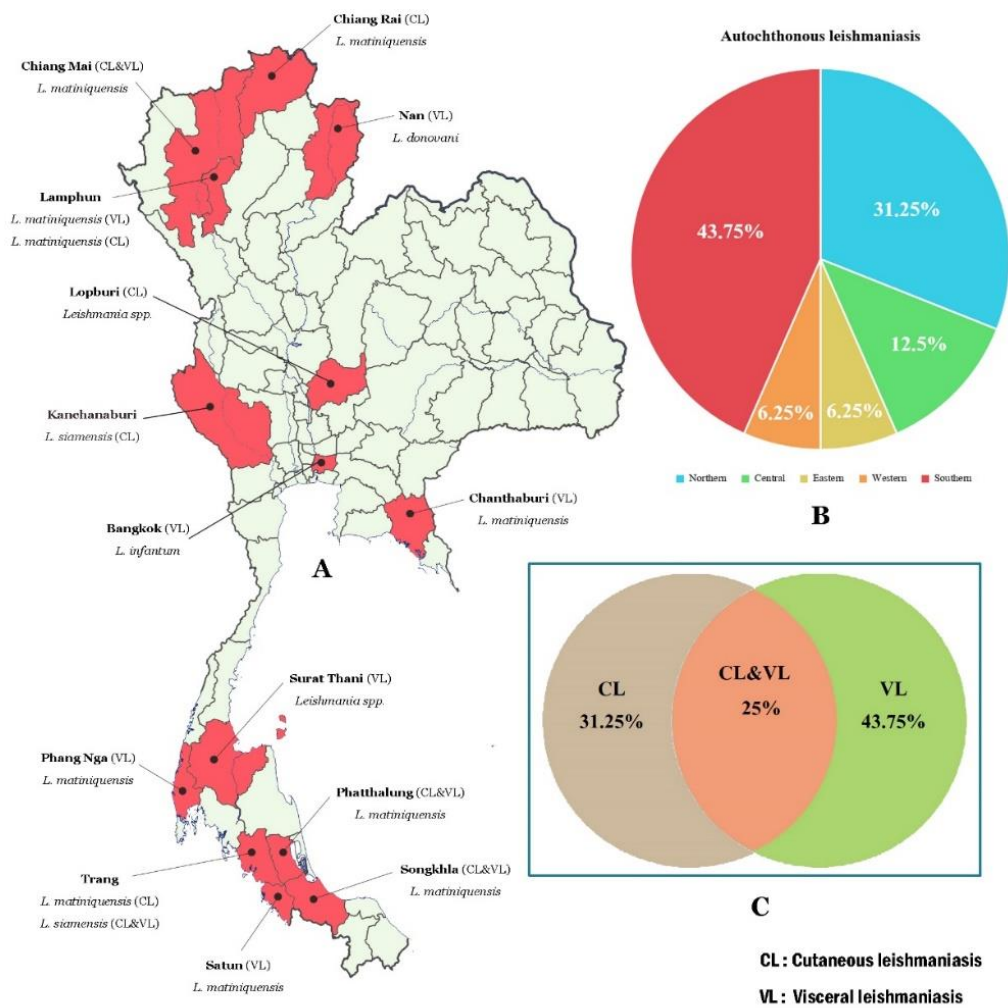 Chiang Rai (CL)
L. matiniquensis
Chiang Mai (CL&VL)
L. matiniquensis
Nan (VL)
L. donovani
Lamphun
L. matiniquensis (VL)
L. matiniquensis (CL)
Lopburi (CL)
Leishmania spp.
Kanehanaburi
L. siamensis (CL)
Bangkok (VL)
L. infantum
Chanthaburi (VL)
L. matiniquensis
A
Surat Thani (VL)
Leishmania spp.
Phang Nga (VL)
L. matiniquensis
Phatthalung (CL&VL)
L. matiniquensis
Trang
L. matiniquensis (CL)
L. siamensis (CL&VL)
Songkhla (CL&VL)
L. matiniquensis
Satun (VL)
L. matiniquensis
Autochthonous leishmaniasis
31.25%
43.75%
12.5%
6.25%
6.25%
Northern Central Eastern Western Southern
B
CL
31.25%
CL&VL
25%
VL
43.75%
C
CL : Cutaneous leishmaniasis
VL : Visceral leishmaniasis